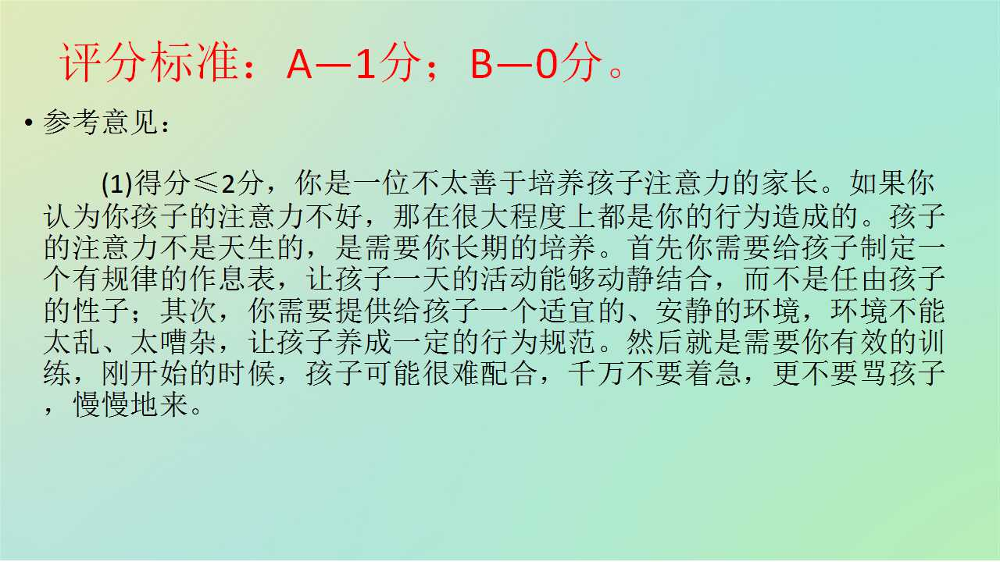 评分标准：A—1分；B—0分。
• 参考意见：
(1)得分≤2分，你是一位不太善于培养孩子注意力的家长。如果你
认为你孩子的注意力不好，那在很大程度上都是你的行为造成的。孩子
的注意力不是天生的，是需要你长期的培养。首先你需要给孩子制定一
个有规律的作息表，让孩子一天的活动能够动静结合，而不是任由孩子
的性子；其次，你需要提供给孩子一个适宜的、安静的环境，环境不能
太乱、太嘈杂，让孩子养成一定的行为规范。然后就是需要你有效的训
练，刚开始的时候，孩子可能很难配合，千万不要着急，更不要骂孩子
，慢慢地来。